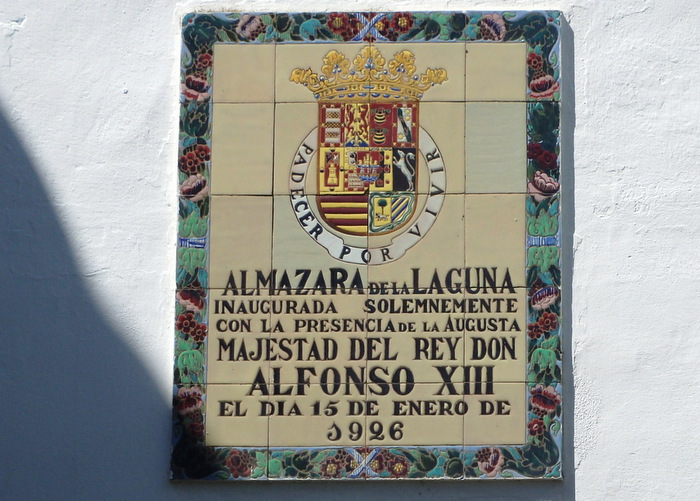 PADECER POR VIVIR
ALMAZARA DE LA LAGUNA
INAUGURADA SOLEMNEMENTE
CON LA PRESENCIA DE LA AUGUSTA
MAJESTAD DEL REY DON
ALFONSO XIII
EL DIA 15 DE ENERO DE
1926